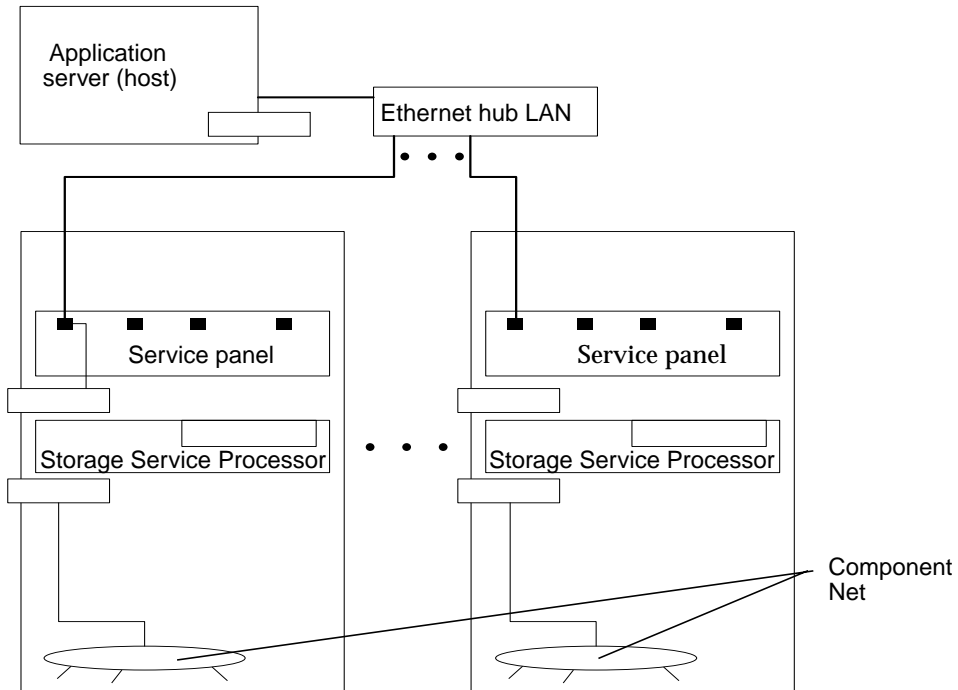 Application
server (host)
Ethernet hub LAN
Service panel
Service panel
Storage Service Processor
Storage Service Processor
Component
Net